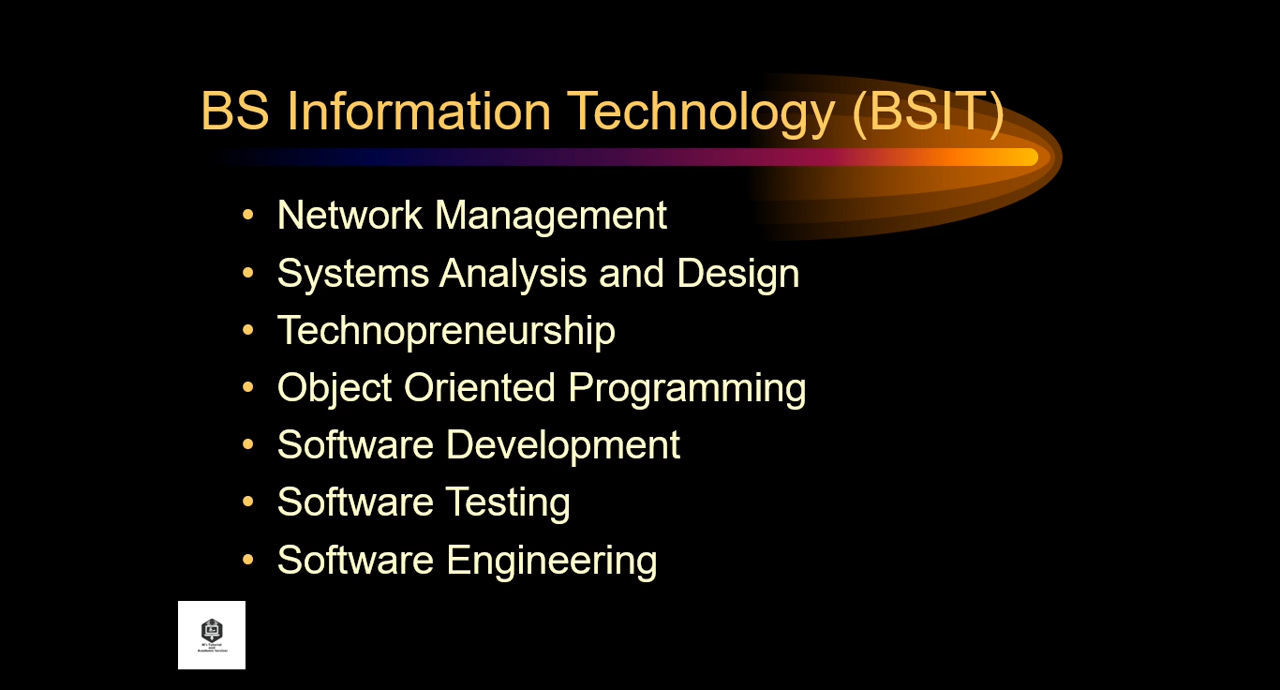 BS Information Technology (BSIT)
• Network Management
• Systems Analysis and Design
• Technopreneurship
• Object Oriented Programming
• Software Development
• Software Testing
• Software Engineering